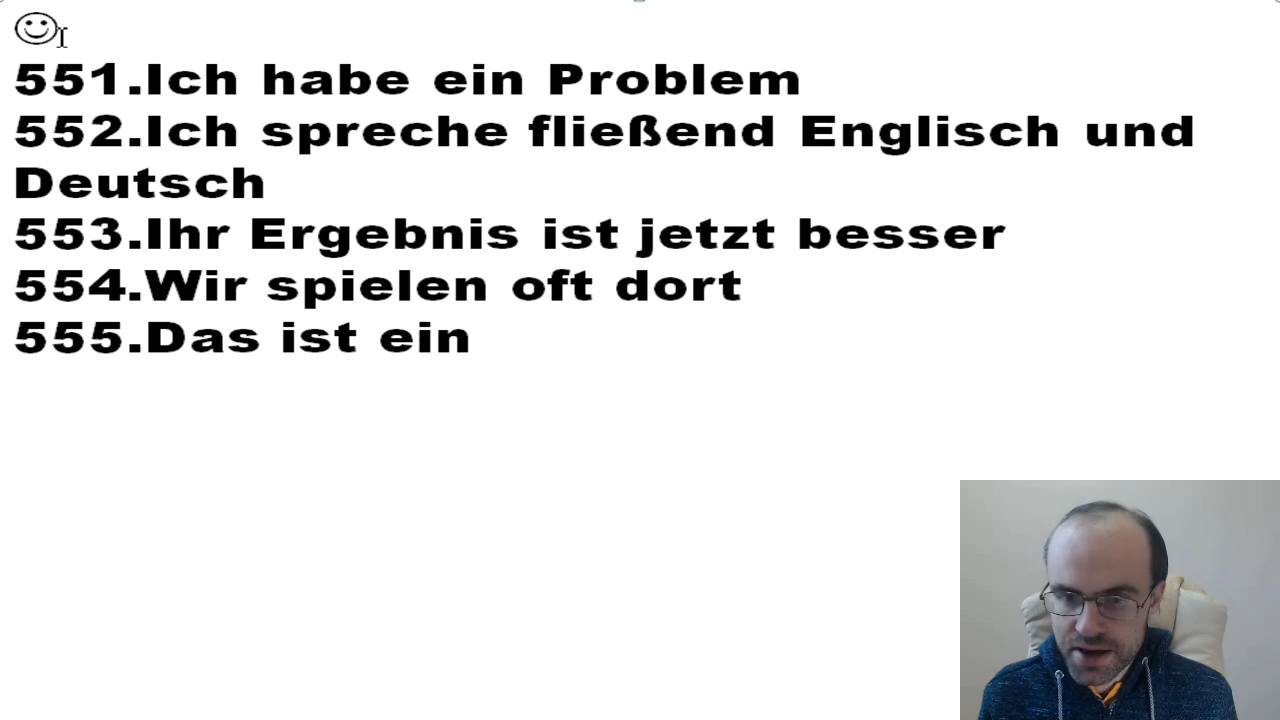 551.Ich habe ein Problem
552.Ich spreche fließend Englisch und
Deutsch
553.Ihr Ergebnis ist jetzt besser
554.Wir spielen oft dort
555.Das ist ein